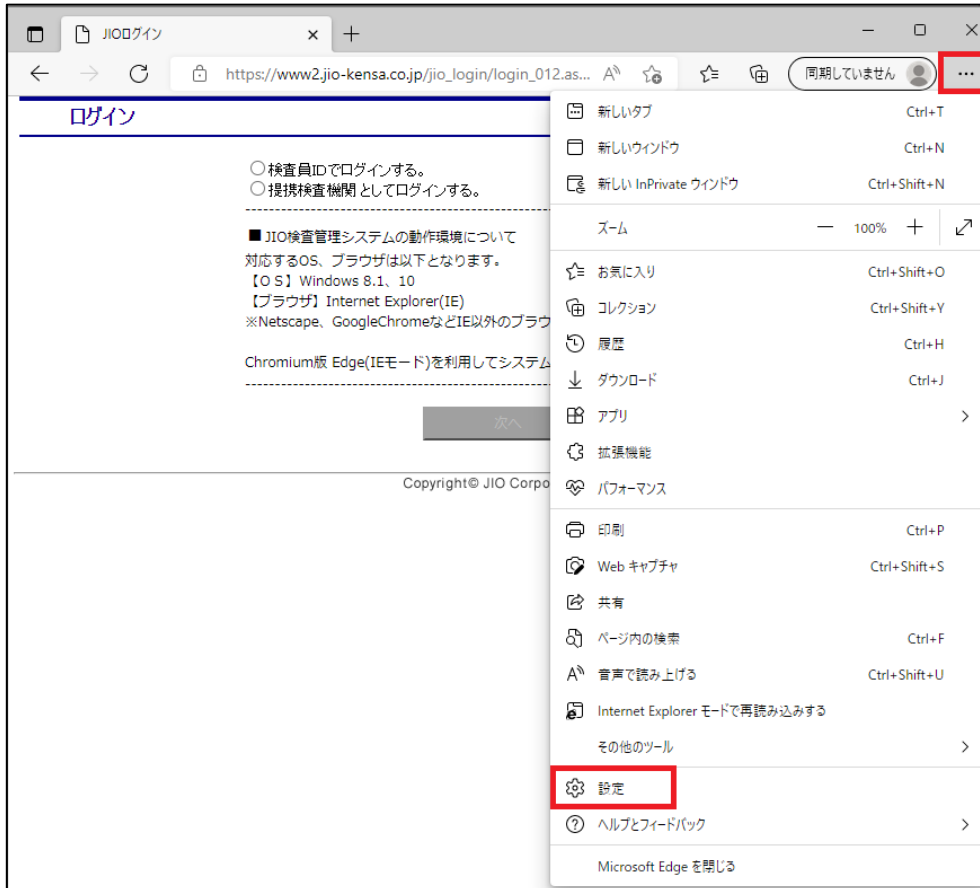 JIOログイン
https://www2.jio-kensa.co.jp/jio_login/login_012.as...
同期していません
ログイン
検査員IDでログインする。
提携検査機関 としてログインする。
■ JIO検査管理システムの動作環境について
対応するOS、ブラウザは以下となります。
【ＯＳ】Windows 8.1、10
【ブラウザ】Internet Explorer(IE)
※Netscape、GoogleChromeなどIE以外のブラウ
Chromium版 Edge(IEモード)を利用してシステム
次へ
Copyright© JIO Corpo
新しいタブ Ctrl+T
新しいウィンドウ Ctrl+N
新しい InPrivate ウィンドウ Ctrl+Shift+N
ズーム — 100% +
お気に入り Ctrl+Shift+O
コレクション Ctrl+Shift+Y
履歴 Ctrl+H
ダウンロード Ctrl+J
アプリ
拡張機能
パフォーマンス
印刷 Ctrl+P
Web キャプチャ Ctrl+Shift+S
共有
ページ内の検索 Ctrl+F
音声で読み上げる Ctrl+Shift+U
Internet Explorer モードで再読み込みする
その他のツール
設定
ヘルプとフィードバック
Microsoft Edge を閉じる